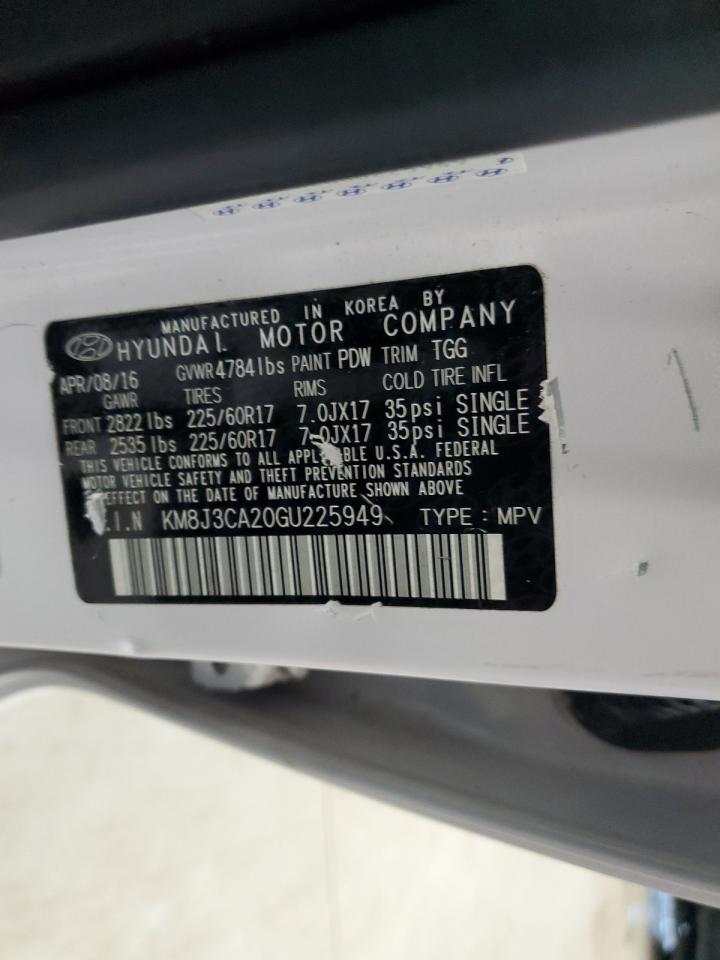 MANUFACTURED IN KOREA BY
HYUNDAI MOTOR COMPANY
APR/08/16 GVWR 4784lbs PAINT PDW TRIM TGG
GAWR TIRES RIMS COLD TIRE INFL
FRONT 2822 lbs 225/60R17 7.0JX17 35psi SINGLE
REAR 2535 lbs 225/60R17 7.0JX17 35psi SINGLE
THIS VEHICLE CONFORMS TO ALL APPLICABLE U.S.A. FEDERAL
MOTOR VEHICLE SAFETY AND THEFT PREVENTION STANDARDS
EFFECT ON THE DATE OF MANUFACTURE SHOWN ABOVE
.I.N KM8J3CA20GU225949 TYPE : MPV